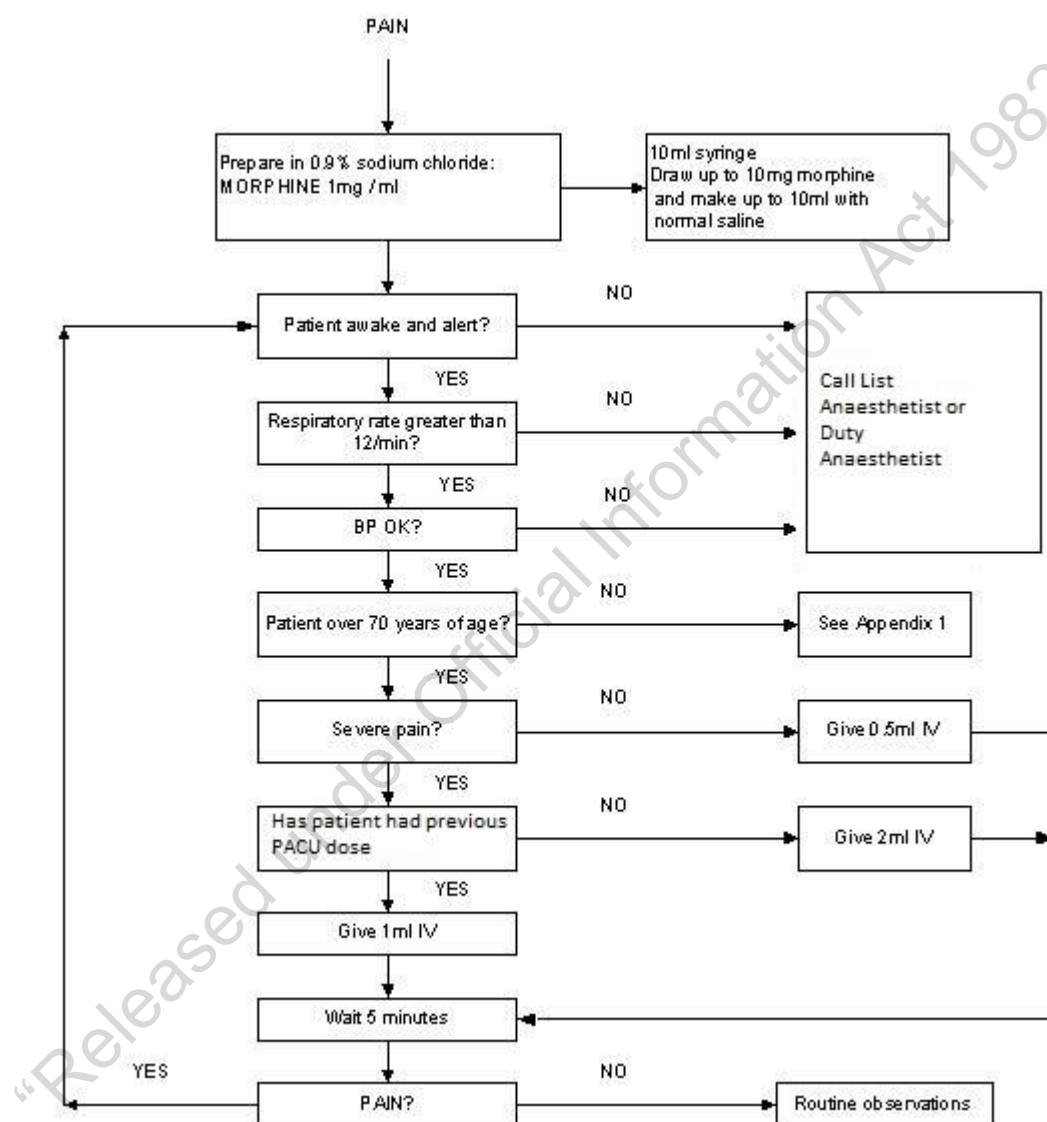 PAIN
Prepare in 0.9% sodium chloride:
MORPHINE 1mg / ml
10ml syringe
Draw up to 10mg morphine
and make up to 10ml with
normal saline
Patient awake and alert?
NO
Call List
Anaesthetist or
Duty
Anaesthetist
YES
Respiratory rate greater than
12/min?
NO
YES
BP OK?
NO
YES
Patient over 70 years of age?
NO
See Appendix 1
YES
Severe pain?
NO
Give 0.5ml IV
YES
Has patient had previous
PACU dose
NO
Give 2ml IV
YES
Give 1ml IV
Wait 5 minutes
YES
PAIN?
NO
Routine observations
“Released under Official Information Act 1982